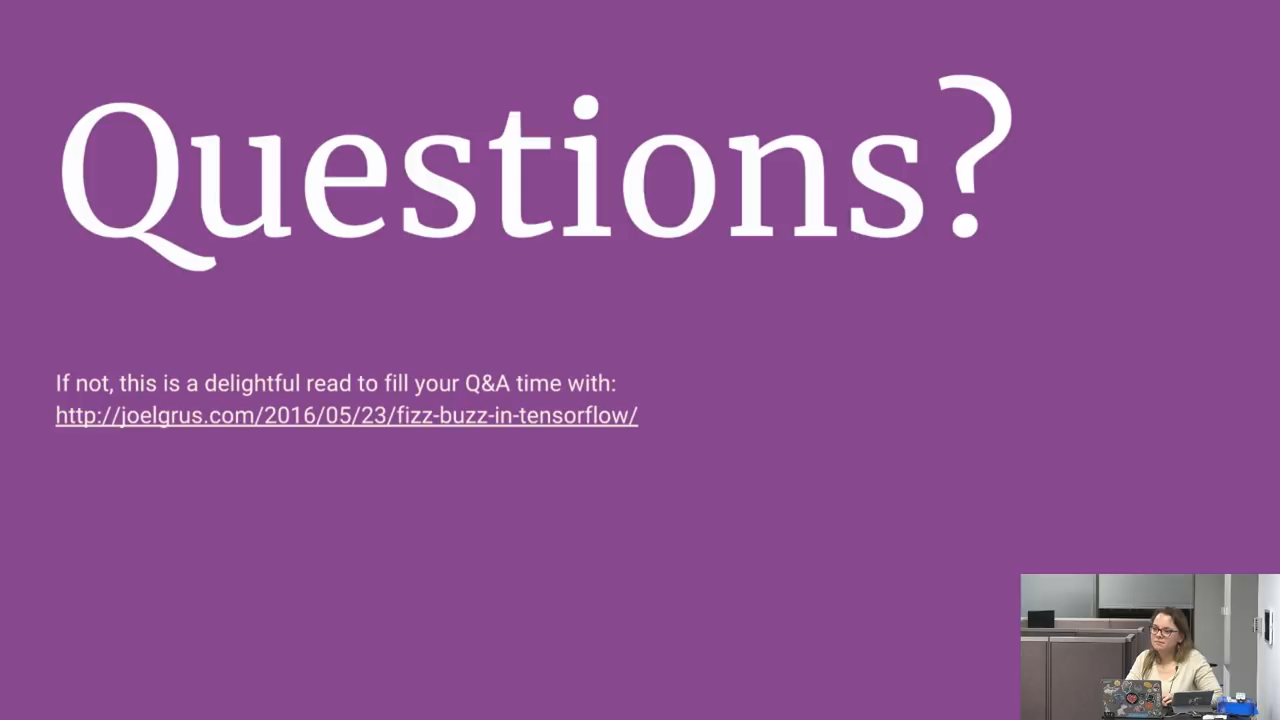 Questions?
If not, this is a delightful read to fill your Q&A time with:
http://joelgrus.com/2016/05/23/fizz-buzz-in-tensorflow/